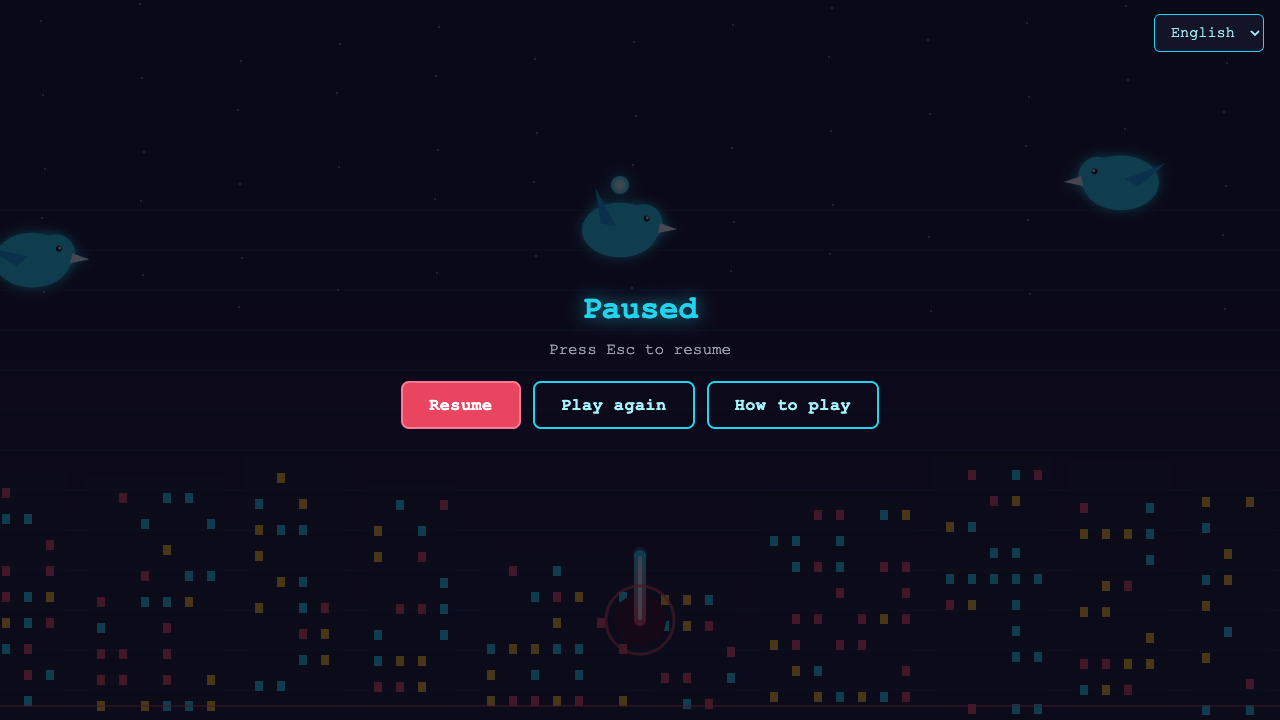 English
Paused
Press Esc to resume
Resume
Play again
How to play